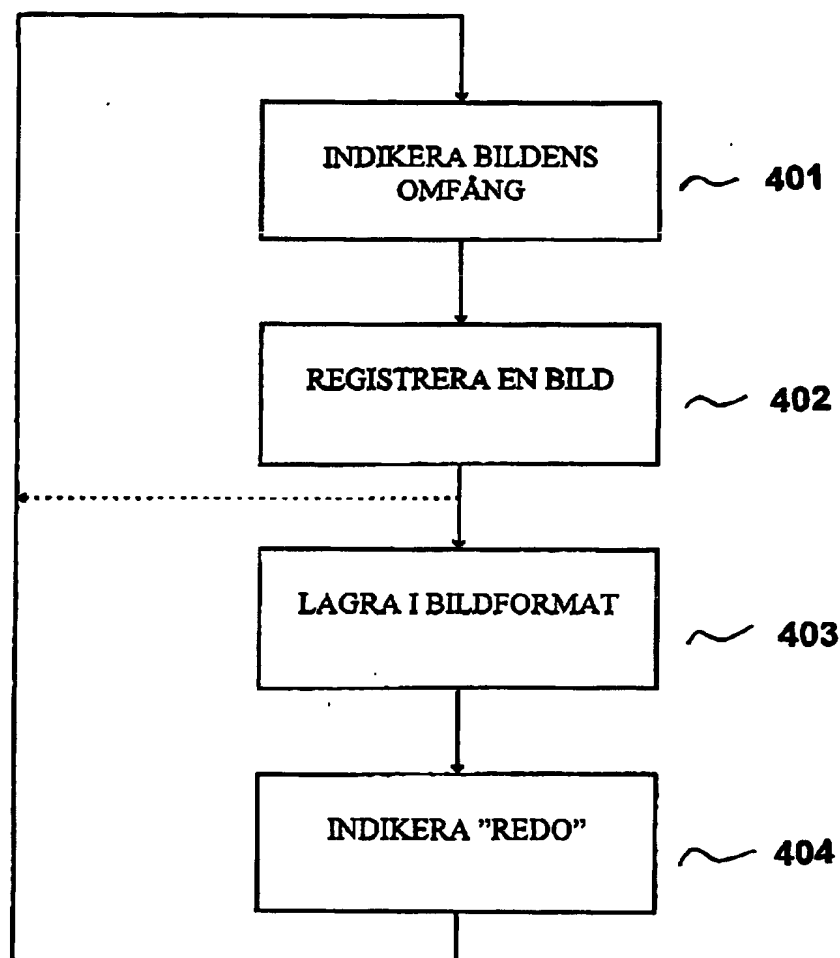 INDIKERA BILDENS
OMFÅNG
401
REGISTRERA EN BILD
402
LAGRA I BILDFORMAT
403
INDIKERA ”REDO”
404